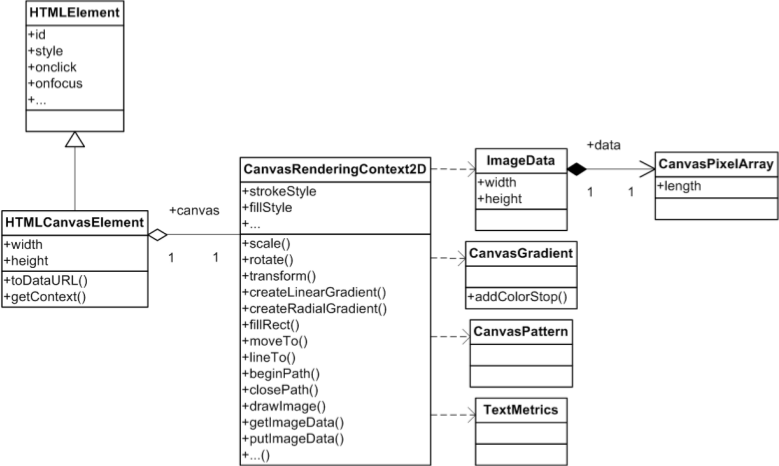 HTMLElement
+id
+style
+onclick
+onfocus
+...
HTMLCanvasElement
+width
+height
+toDataURL()
+getContext()
+canvas
1
1
CanvasRenderingContext2D
+strokeStyle
+fillStyle
+...
+scale()
+rotate()
+transform()
+createLinearGradient()
+createRadialGradient()
+fillRect()
+moveTo()
+lineTo()
+beginPath()
+closePath()
+drawImage()
+getImageData()
+putImageData()
+...()
ImageData
+width
+height
+data
1
1
CanvasPixelArray
+length
CanvasGradient
+addColorStop()
CanvasPattern
TextMetrics